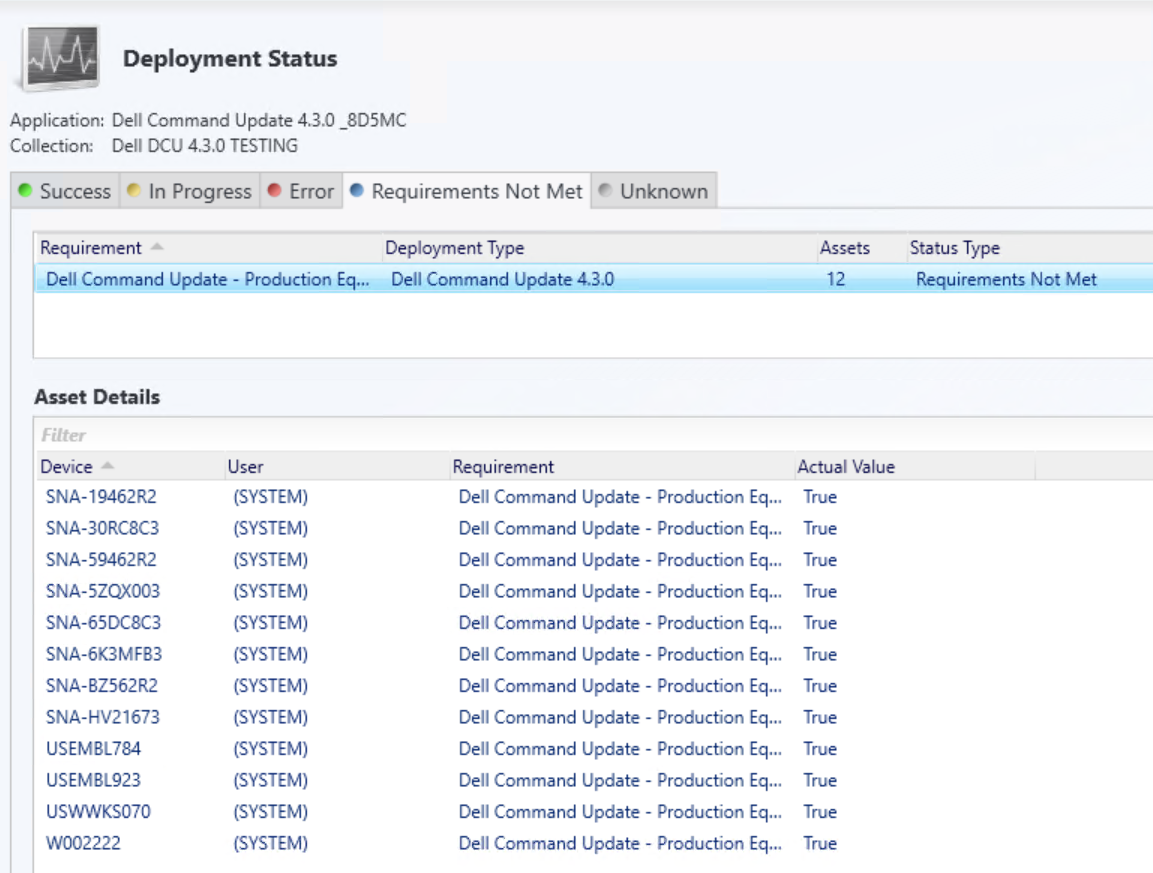 Deployment Status
Application: Dell Command Update 4.3.0 _8D5MC
Collection: Dell DCU 4.3.0 TESTING
Success In Progress Error Requirements Not Met Unknown
Requirement Deployment Type Assets Status Type
Dell Command Update - Production Eq... Dell Command Update 4.3.0 12 Requirements Not Met
Asset Details
Filter
Device User Requirement Actual Value
SNA-19462R2 (SYSTEM) Dell Command Update - Production Eq... True
SNA-30RC8C3 (SYSTEM) Dell Command Update - Production Eq... True
SNA-59462R2 (SYSTEM) Dell Command Update - Production Eq... True
SNA-5ZQX003 (SYSTEM) Dell Command Update - Production Eq... True
SNA-65DC8C3 (SYSTEM) Dell Command Update - Production Eq... True
SNA-6K3MFB3 (SYSTEM) Dell Command Update - Production Eq... True
SNA-BZ562R2 (SYSTEM) Dell Command Update - Production Eq... True
SNA-HV21673 (SYSTEM) Dell Command Update - Production Eq... True
USEMBL784 (SYSTEM) Dell Command Update - Production Eq... True
USEMBL923 (SYSTEM) Dell Command Update - Production Eq... True
USWWKS070 (SYSTEM) Dell Command Update - Production Eq... True
W002222 (SYSTEM) Dell Command Update - Production Eq... True